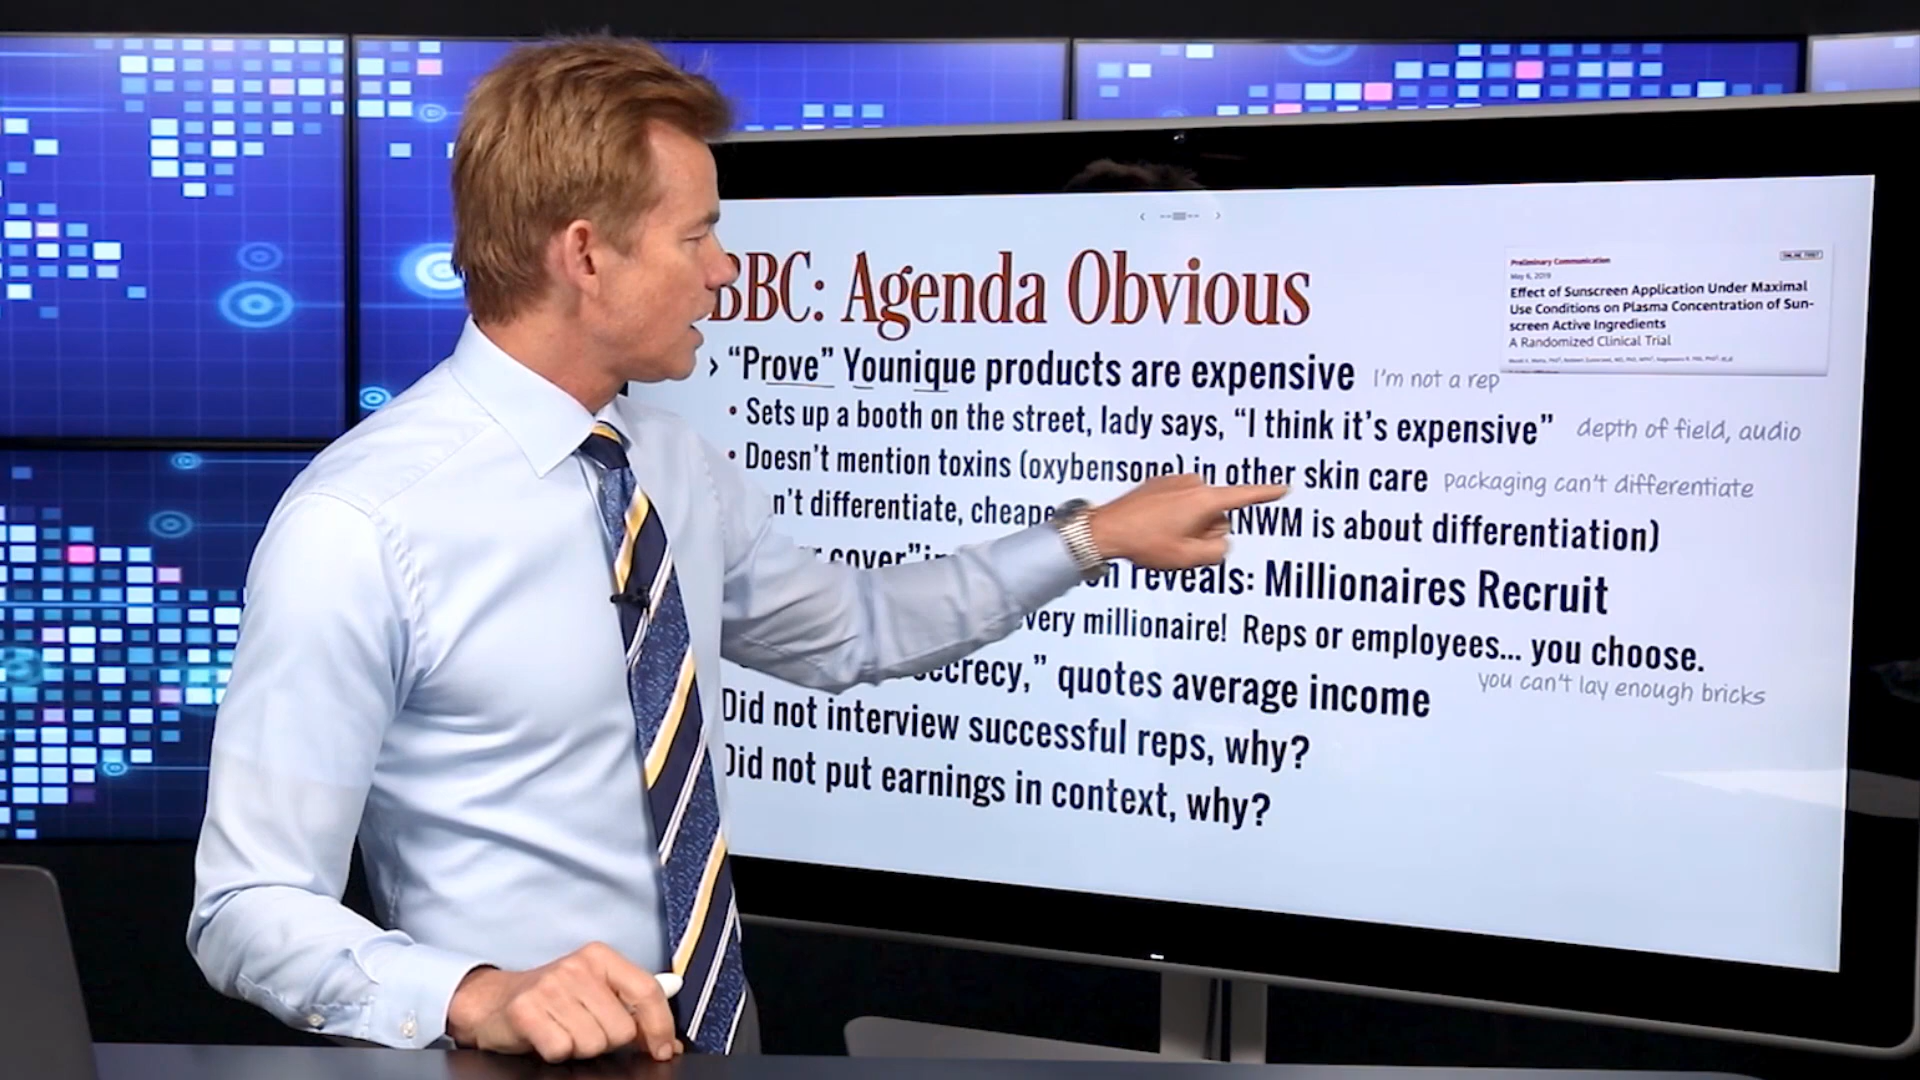 BBC: Agenda Obvious
Preliminary Communication
ONLINE FIRST
May 6, 2019
Effect of Sunscreen Application Under Maximal
Use Conditions on Plasma Concentration of Sun-
screen Active Ingredients
A Randomized Clinical Trial
› “Prove” Younique products are expensive I'm not a rep
• Sets up a booth on the street, lady says, “I think it’s expensive” depth of field, audio
• Doesn’t mention toxins (oxybensone) in other skin care packaging can't differentiate
n’t differentiate, cheape (NWM is about differentiation)
cover” reveals: Millionaires Recruit
very millionaire! Reps or employees... you choose.
ecrecy,” quotes average income you can't lay enough bricks
Did not interview successful reps, why?
Did not put earnings in context, why?